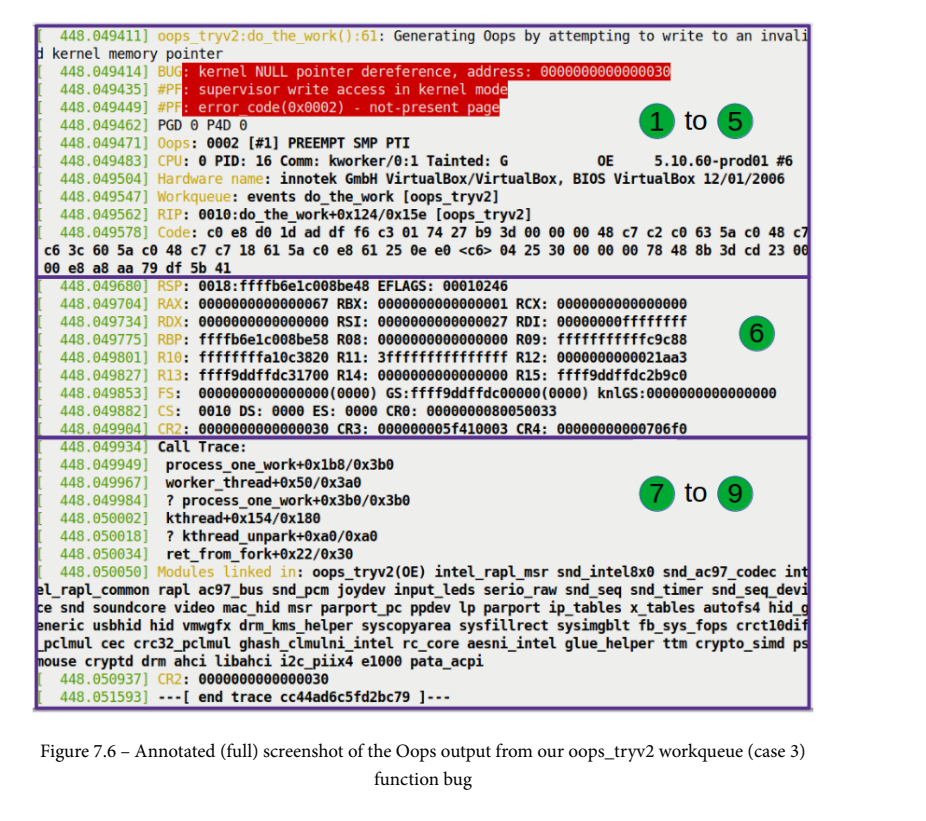 [  448.049411] oops_tryv2:do_the_work():61: Generating Oops by attempting to write to an invali
d kernel memory pointer
[  448.049414] BUG: kernel NULL pointer dereference, address: 0000000000000030
[  448.049435] #PF: supervisor write access in kernel mode
[  448.049449] #PF: error_code(0x0002) - not-present page
[  448.049462] PGD 0 P4D 0
1 to 5
[  448.049471] Oops: 0002 [#1] PREEMPT SMP PTI
[  448.049483] CPU: 0 PID: 16 Comm: kworker/0:1 Tainted: G           OE     5.10.60-prod01 #6
[  448.049504] Hardware name: innotek GmbH VirtualBox/VirtualBox, BIOS VirtualBox 12/01/2006
[  448.049547] Workqueue: events do_the_work [oops_tryv2]
[  448.049562] RIP: 0010:do_the_work+0x124/0x15e [oops_tryv2]
[  448.049578] Code: c0 e8 d0 1d ad df f6 c3 01 74 27 b9 3d 00 00 00 48 c7 c2 c0 63 5a c0 48 c7
c6 3c 60 5a c0 48 c7 c7 18 61 5a c0 e8 61 25 0e e0 <c6> 04 25 30 00 00 00 78 48 8b 3d cd 23 00
00 e8 a8 aa 79 df 5b 41
[  448.049680] RSP: 0018:ffffb6e1c008be48 EFLAGS: 00010246
[  448.049704] RAX: 0000000000000067 RBX: 0000000000000001 RCX: 0000000000000000
[  448.049734] RDX: 0000000000000000 RSI: 0000000000000027 RDI: 00000000ffffffff
[  448.049775] RBP: ffffb6e1c008be58 R08: 0000000000000000 R09: fffffffffffc9c88
6
[  448.049801] R10: ffffffffa10c3820 R11: 3fffffffffffffff R12: 0000000000021aa3
[  448.049827] R13: ffff9ddffdc31700 R14: 0000000000000000 R15: ffff9ddffdc2b9c0
[  448.049853] FS:  0000000000000000(0000) GS:ffff9ddffdc00000(0000) knlGS:0000000000000000
[  448.049882] CS:  0010 DS: 0000 ES: 0000 CR0: 0000000080050033
[  448.049904] CR2: 0000000000000030 CR3: 000000005f410003 CR4: 00000000000706f0
[  448.049934] Call Trace:
[  448.049949]  process_one_work+0x1b8/0x3b0
[  448.049967]  worker_thread+0x50/0x3a0
[  448.049984]  ? process_one_work+0x3b0/0x3b0
7 to 9
[  448.050002]  kthread+0x154/0x180
[  448.050018]  ? kthread_unpark+0xa0/0xa0
[  448.050034]  ret_from_fork+0x22/0x30
[  448.050050] Modules linked in: oops_tryv2(OE) intel_rapl_msr snd_intel8x0 snd_ac97_codec int
el_rapl_common rapl ac97_bus snd_pcm joydev input_leds serio_raw snd_seq snd_timer snd_seq_devi
ce snd soundcore video mac_hid msr parport_pc ppdev lp parport ip_tables x_tables autofs4 hid_g
eneric usbhid hid vmwgfx drm_kms_helper syscopyarea sysfillrect sysimgblt fb_sys_fops crct10dif
_pclmul cec crc32_pclmul ghash_clmulni_intel rc_core aesni_intel glue_helper ttm crypto_simd ps
mouse cryptd drm ahci libahci i2c_piix4 e1000 pata_acpi
[  448.050937] CR2: 0000000000000030
[  448.051593] ---[ end trace cc44ad6c5fd2bc79 ]---
Figure 7.6 – Annotated (full) screenshot of the Oops output from our oops_tryv2 workqueue (case 3)
function bug